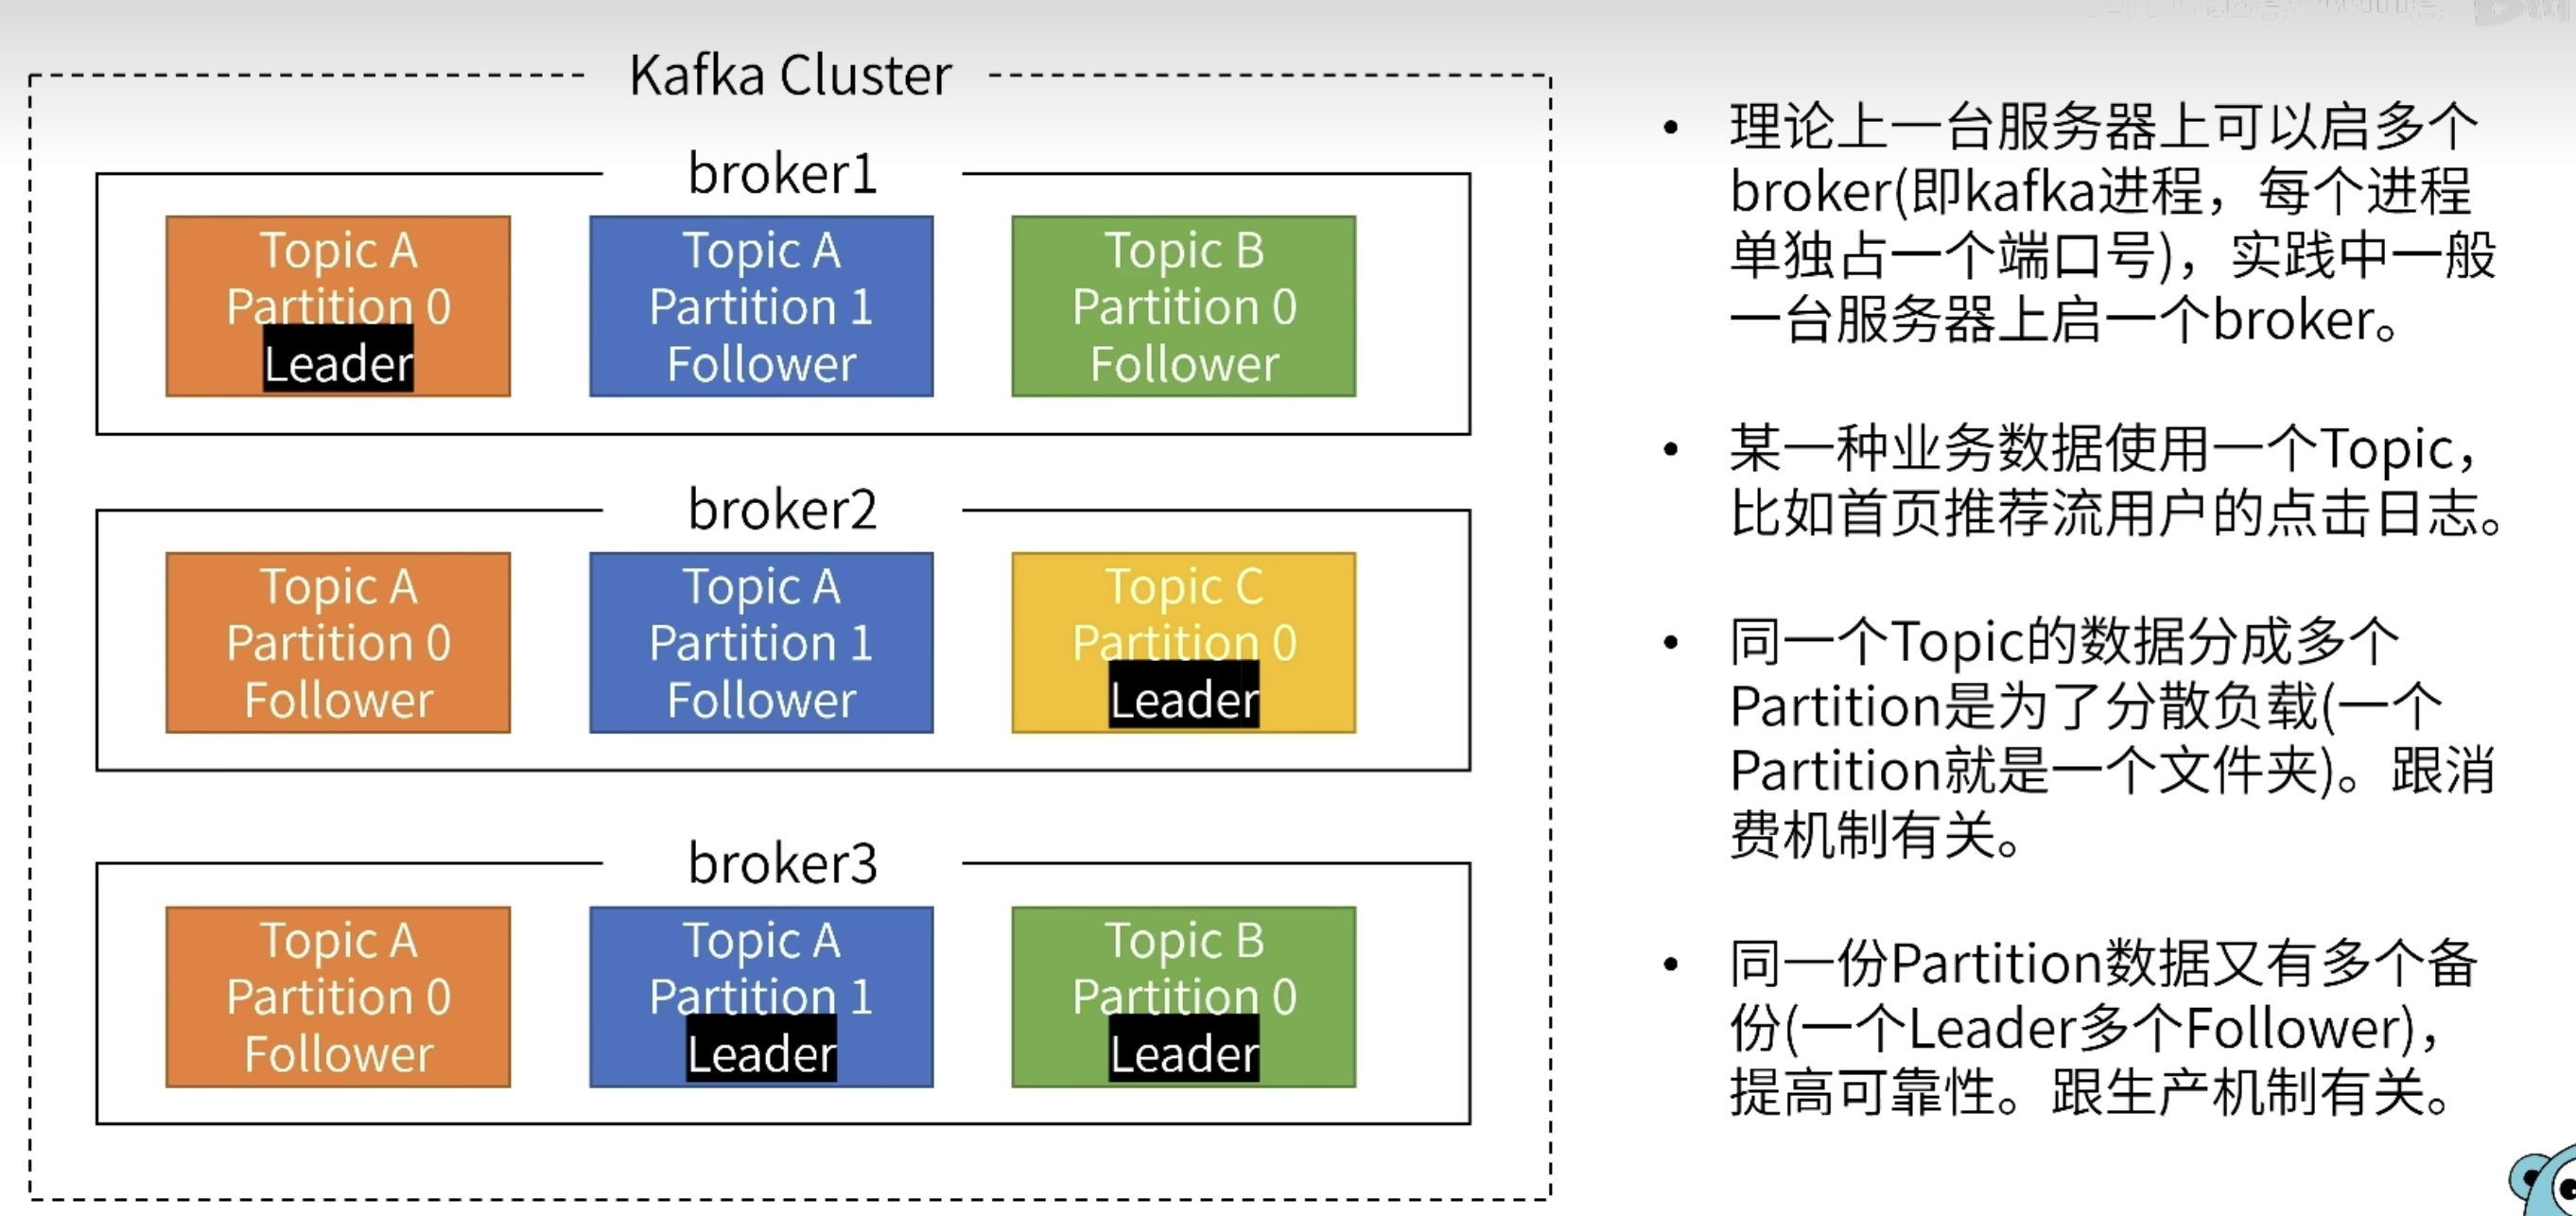 Kafka Cluster
broker1
Topic A
Partition 0
Leader
Topic A
Partition 1
Follower
Topic B
Partition 0
Follower
broker2
Topic A
Partition 0
Follower
Topic A
Partition 1
Follower
Topic C
Partition 0
Leader
broker3
Topic A
Partition 0
Follower
Topic A
Partition 1
Leader
Topic B
Partition 0
Leader
• 理论上一台服务器上可以启多个
broker(即kafka进程，每个进程
单独占一个端口号)，实践中一般
一台服务器上启一个broker。
• 某一种业务数据使用一个Topic，
比如首页推荐流用户的点击日志。
• 同一个Topic的数据分成多个
Partition是为了分散负载(一个
Partition就是一个文件夹)。跟消
费机制有关。
• 同一份Partition数据又有多个备
份(一个Leader多个Follower)，
提高可靠性。跟生产机制有关。